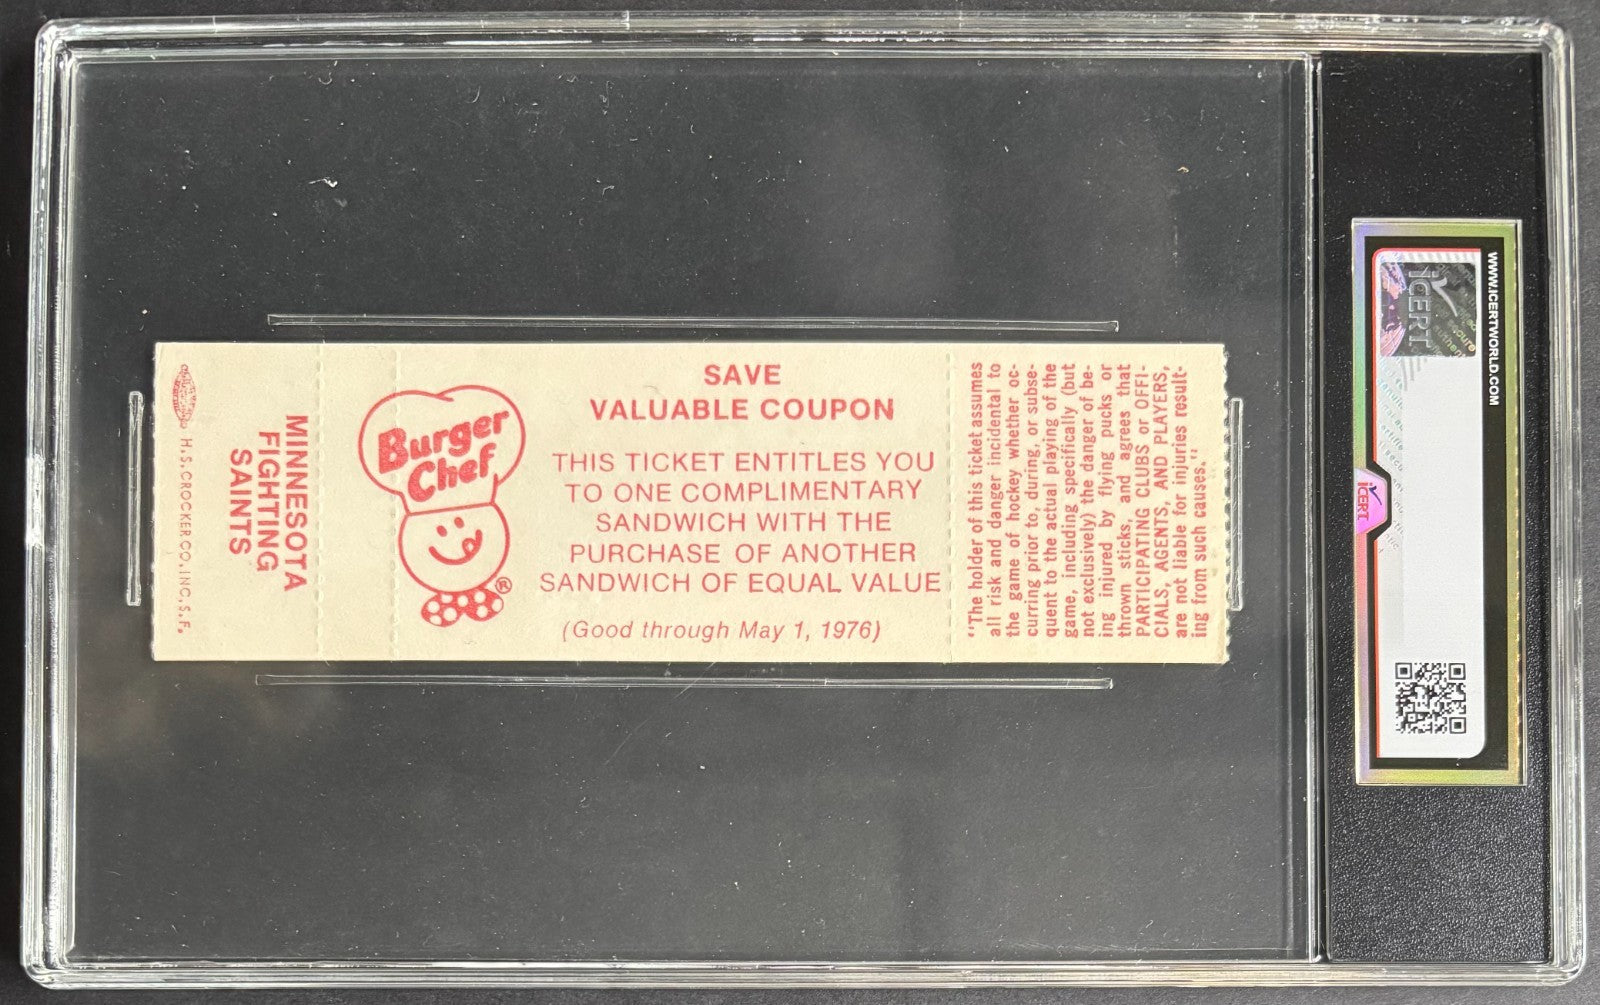 H.S.CROCKER CO., INC, S.F.
MINNESOTA
FIGHTING
SAINTS
Burger
Chef
®
SAVE
VALUABLE COUPON
THIS TICKET ENTITLES YOU
TO ONE COMPLIMENTARY
SANDWICH WITH THE
PURCHASE OF ANOTHER
SANDWICH OF EQUAL VALUE
(Good through May 1, 1976)
"The holder of this ticket assumes
all risk and danger incidental to
the game of hockey whether oc-
curring prior to, during, or subse-
quent to the actual playing of the
game, including specifically (but
not exclusively) the danger of be-
ing injured by flying pucks or
thrown sticks, and agrees that
PARTICIPATING CLUBS or OFFI-
CIALS, AGENTS, AND PLAYERS,
are not liable for injuries result-
ing from such causes."
WWW.ICERTWORLD.COM
iCERT
iCERT